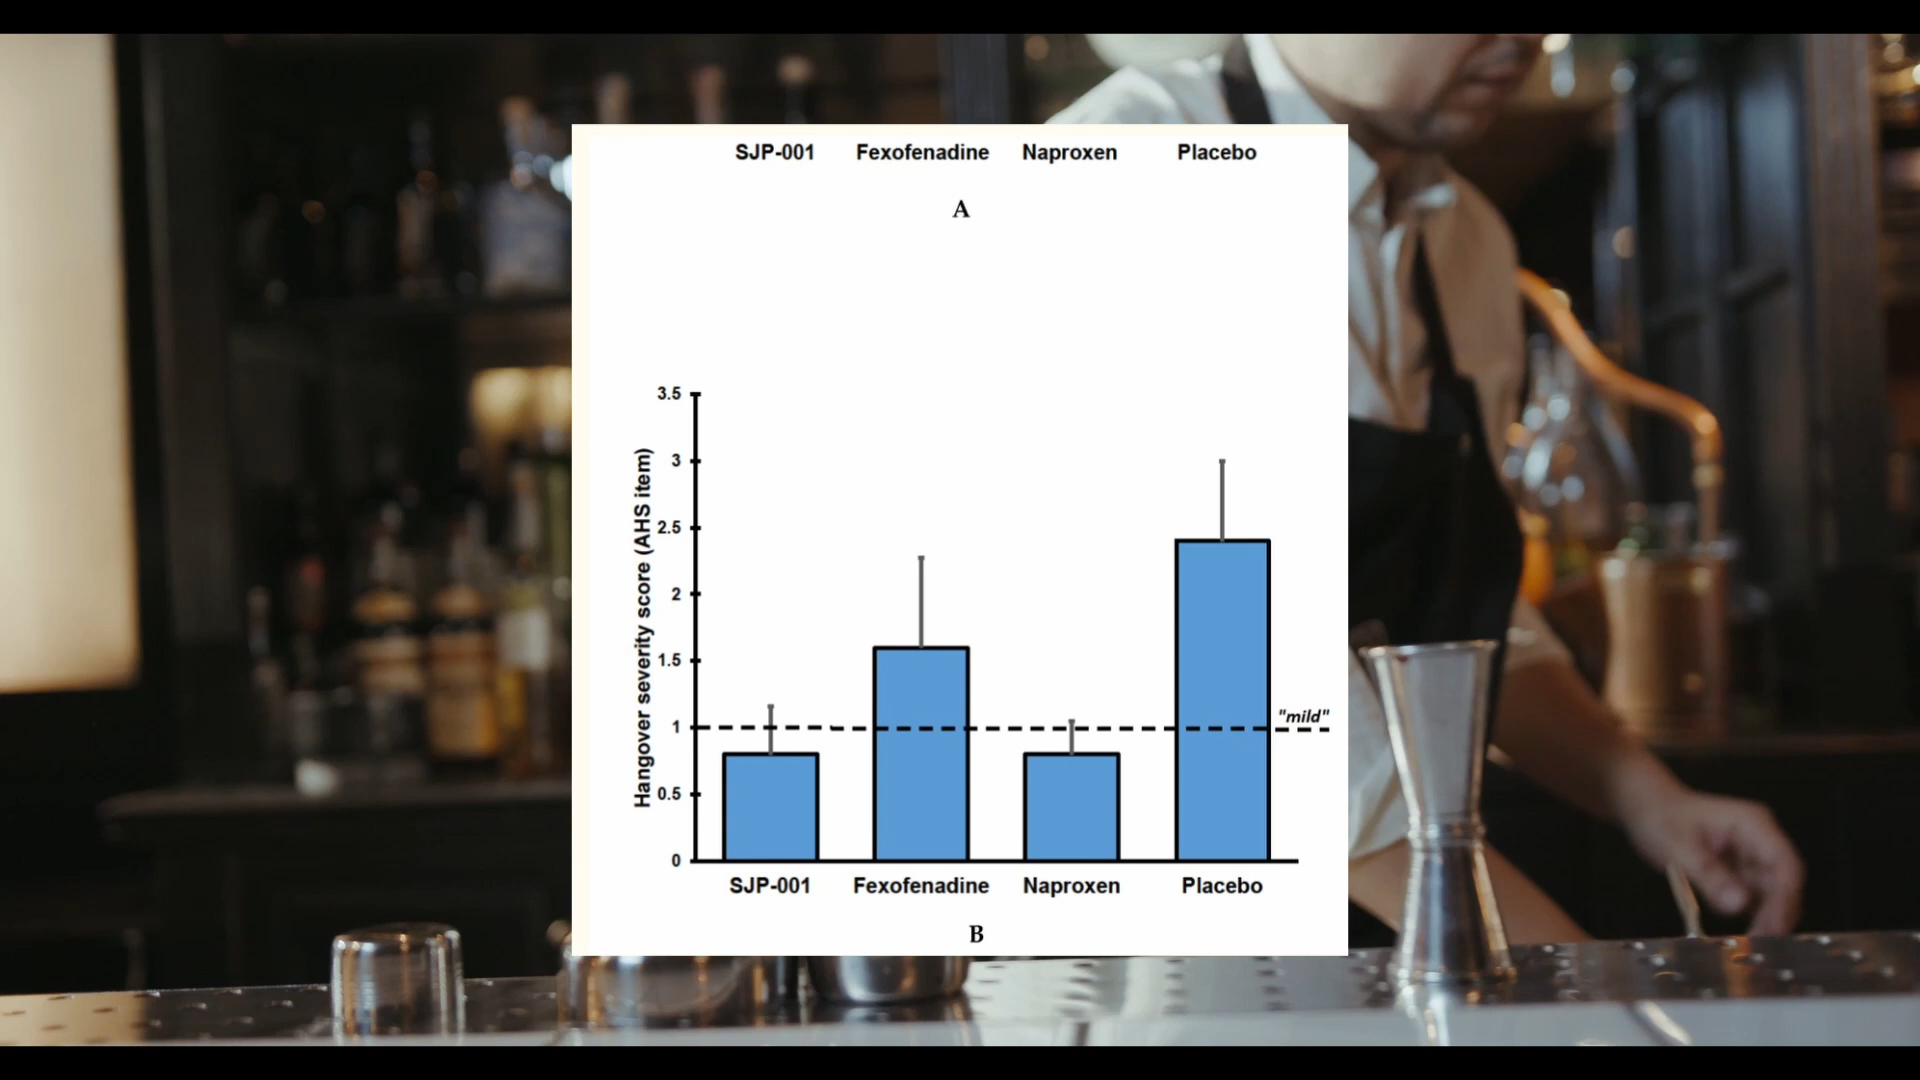 SJP-001 Fexofenadine Naproxen Placebo
A
3.5
3
2.5
2
1.5
1
0.5
0
Hangover severity score (AHS item)
"mild"
SJP-001 Fexofenadine Naproxen Placebo
B